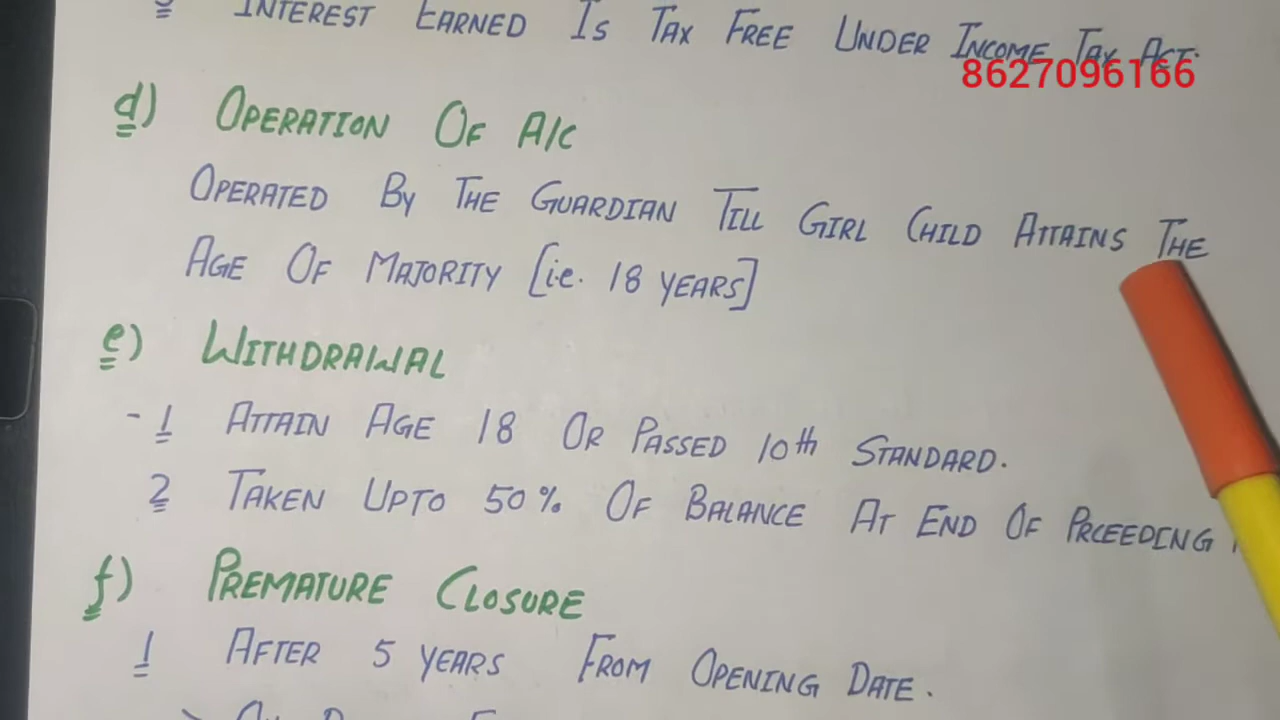 INTEREST EARNED IS TAX FREE UNDER INCOME TAX ACT.
8627096166
d) OPERATION OF A/C
OPERATED BY THE GUARDIAN TILL GIRL CHILD ATTAINS THE
AGE OF MAJORITY [i.e. 18 YEARS]
e) WITHDRAWAL
- 1 ATTAIN AGE 18 OR PASSED 10th STANDARD.
2 TAKEN UPTO 50% OF BALANCE AT END OF PRCEEDING
f) PREMATURE CLOSURE
1 AFTER 5 YEARS FROM OPENING DATE.